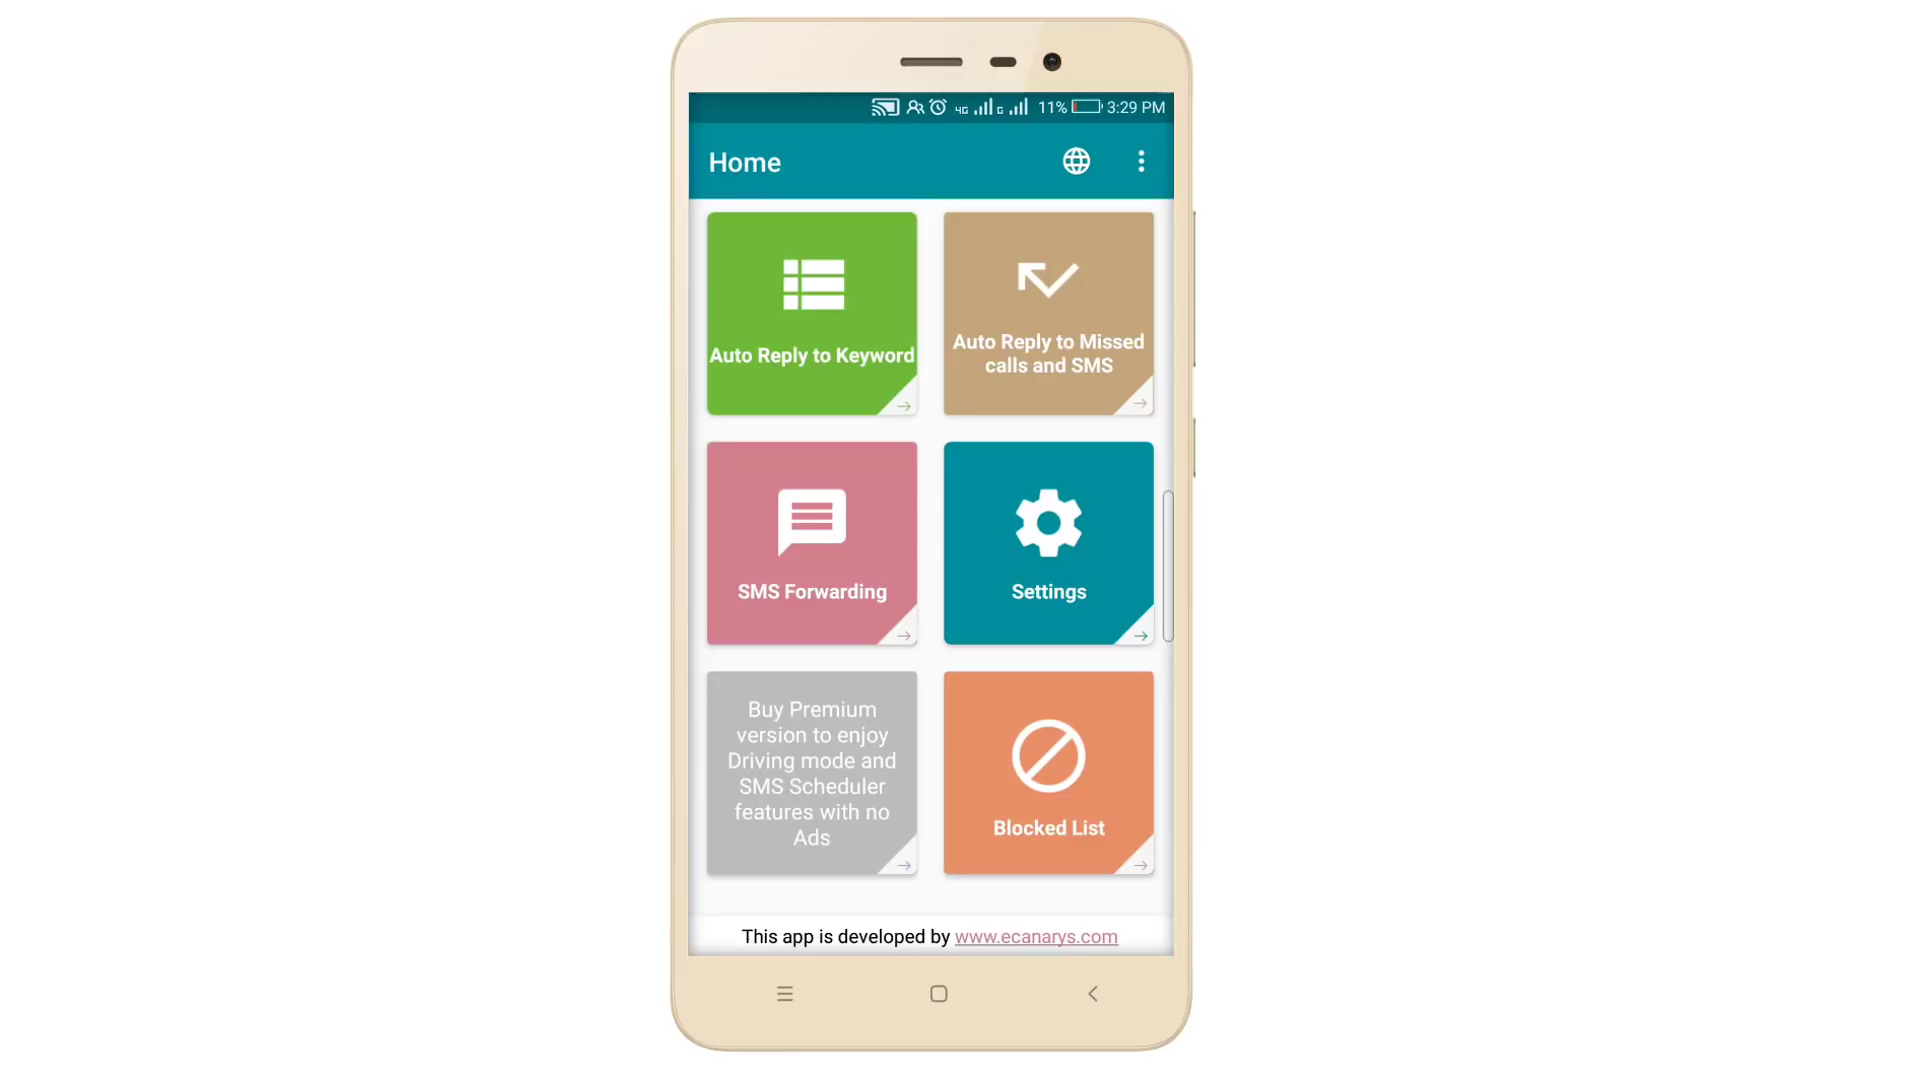 4G G 11% 3:29 PM
Home
Auto Reply to Keyword
Auto Reply to Missed
calls and SMS
SMS Forwarding
Settings
Buy Premium
version to enjoy
Driving mode and
SMS Scheduler
features with no
Ads
Blocked List
This app is developed by www.ecanarys.com